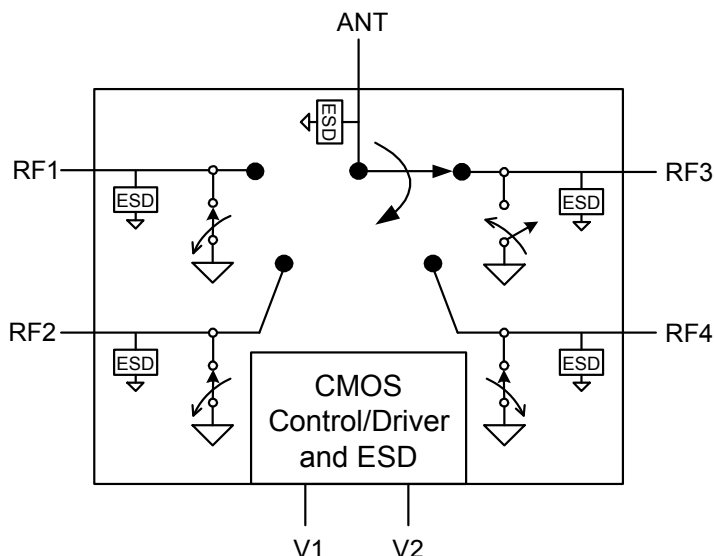 ANT
ESD
RF1
RF3
ESD
ESD
RF2
RF4
ESD
ESD
CMOS
Control/Driver
and ESD
V1
V2